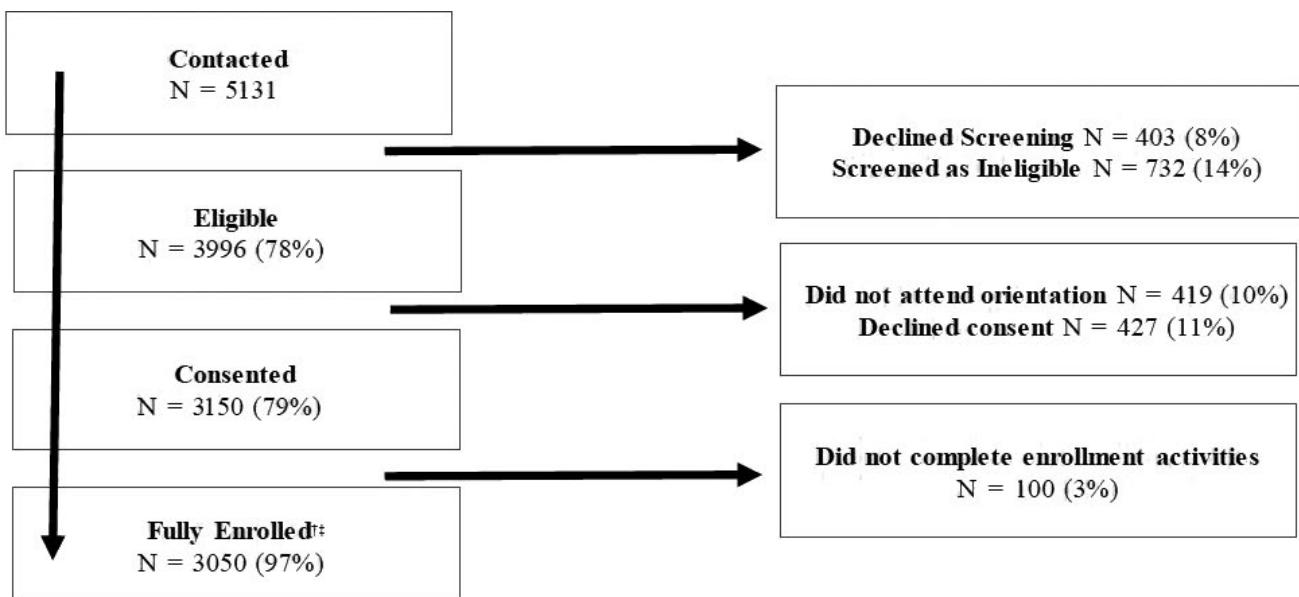 Contacted
N = 5131
Declined Screening N = 403 (8%)
Screened as Ineligible N = 732 (14%)
Eligible
N = 3996 (78%)
Did not attend orientation N = 419 (10%)
Declined consent N = 427 (11%)
Consented
N = 3150 (79%)
Did not complete enrollment activities
N = 100 (3%)
Fully Enrolled†‡
N = 3050 (97%)